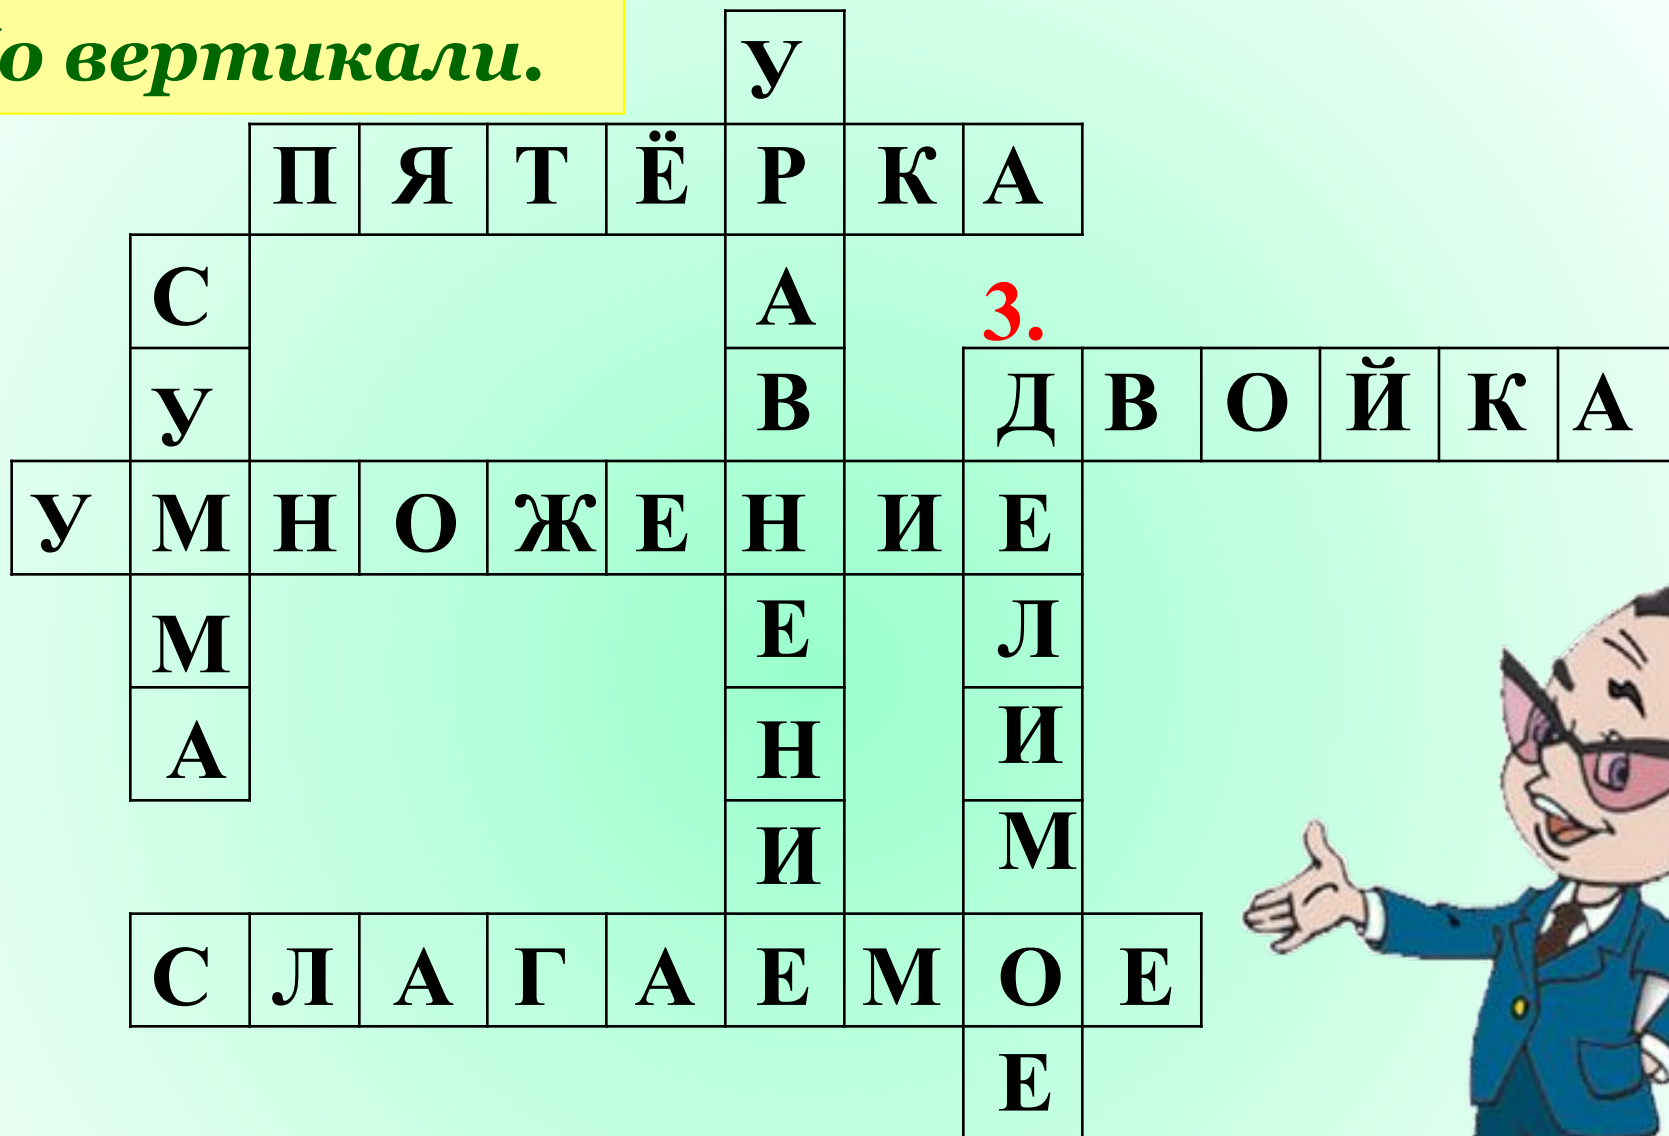 о вертикали.
У
ПЯТЁРКА
С А 3.
У В ДВОЙКА
УМНОЖЕНИЕ
М Е Л
А Н И
И М
СЛАГАЕМОЕ
Е